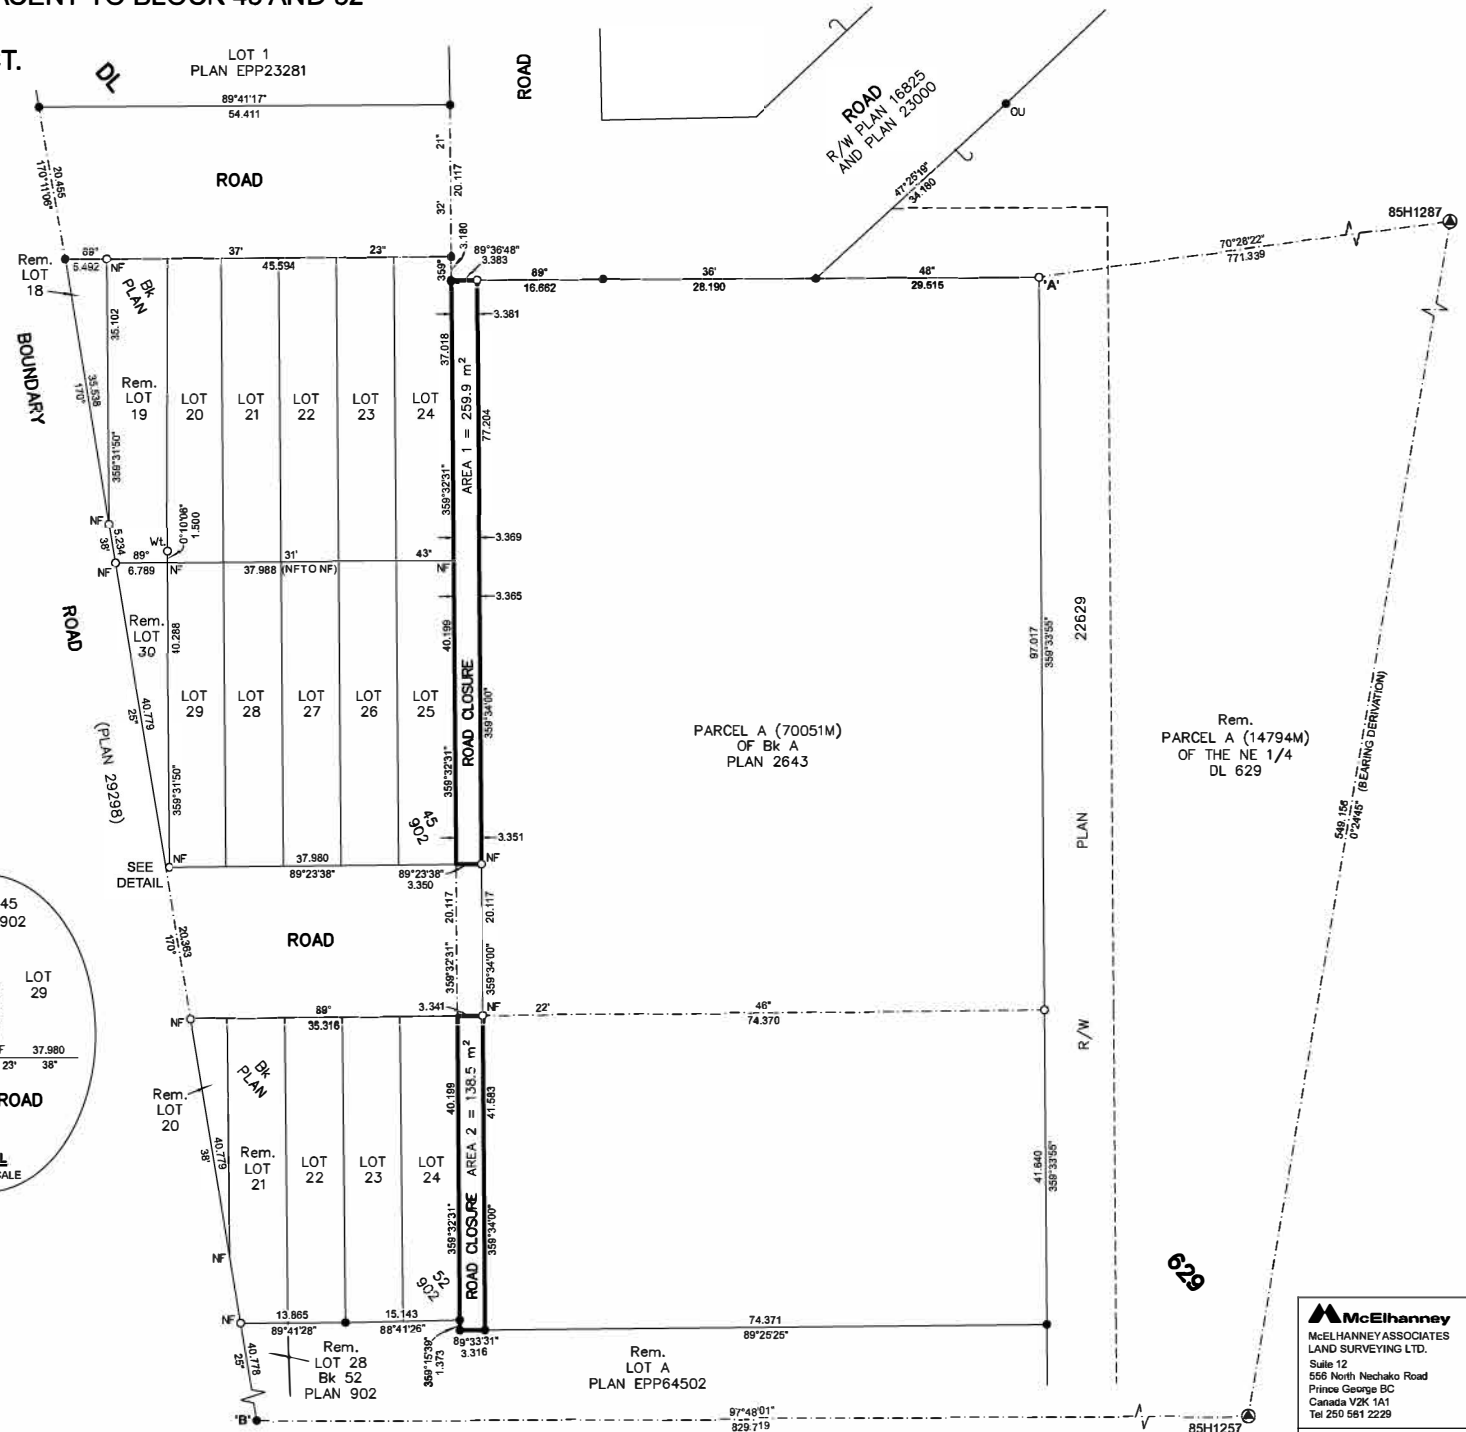 LOT 1
PLAN EPP23281
T.
DL
89°41'17"
54.411
ROAD
ROAD
ROAD
R/W PLAN 16825
AND PLAN 23000
OU
47°25'19"
34.180
21"
20.117
32'
3.180
359°
20.455
170°11'06"
Rem.
LOT
18
89°
5.492
NF
37'
45.594
23"
89°36'48"
3.383
89°
16.662
36'
28.190
48"
29.515
'A'
70°28'22"
771.339
85H1287
Bk
PLAN
BOUNDARY
35.102
359°31'50"
35.538
170°
Rem.
LOT
19
LOT
20
LOT
21
LOT
22
LOT
23
LOT
24
37.018
359°32'31"
AREA 1 = 259.9 m²
77.204
3.381
3.369
3.365
3.351
NF
5.234
38'
Wt.
0°10'08"
1.500
NF
89°
6.789
NF
31'
37.988 (NF TO NF)
43"
NF
ROAD
(PLAN 29298)
Rem.
LOT
30
40.288
40.779
25"
359°31'50"
LOT
29
LOT
28
LOT
27
LOT
26
LOT
25
40.199
359°32'31"
ROAD CLOSURE
359°34'00"
45
902
PARCEL A (70051M)
OF Bk A
PLAN 2643
97.017
359°33'55"
22629
PLAN
R/W
Rem.
PARCEL A (14794M)
OF THE NE 1/4
DL 629
549.156
0°24'45" (BEARING DERIVATION)
SEE
DETAIL
NF
37.980
89°23'38"
89°23'38"
3.350
NF
20.363
170°
ROAD
20.117
359°32'31"
20.117
359°34'00"
45
902
LOT
29
37.980
23' 38"
ROAD
L
NF
89°
35.316
3.341
NF
22'
46"
74.370
Bk
PLAN
Rem.
LOT
20
40.779
38'
Rem.
LOT
21
LOT
22
LOT
23
LOT
24
40.199
359°32'31"
ROAD CLOSURE AREA 2 = 138.5 m²
41.583
359°34'00"
41.640
359°33'55"
52
902
NF
NF
13.865
89°41'28"
15.143
88°41'26"
359°15'39"
1.373
89°33'31"
3.316
74.371
89°25'25"
40.778
25"
Rem.
LOT 28
Bk 52
PLAN 902
Rem.
LOT A
PLAN EPP64502
629
'B'
97°48'01"
829.719
85H1257
McElhanney
McELHANNEY ASSOCIATES
LAND SURVEYING LTD.
Suite 12
556 North Nechako Road
Prince George BC
Canada V2K 1A1
Tel 250 561 2229